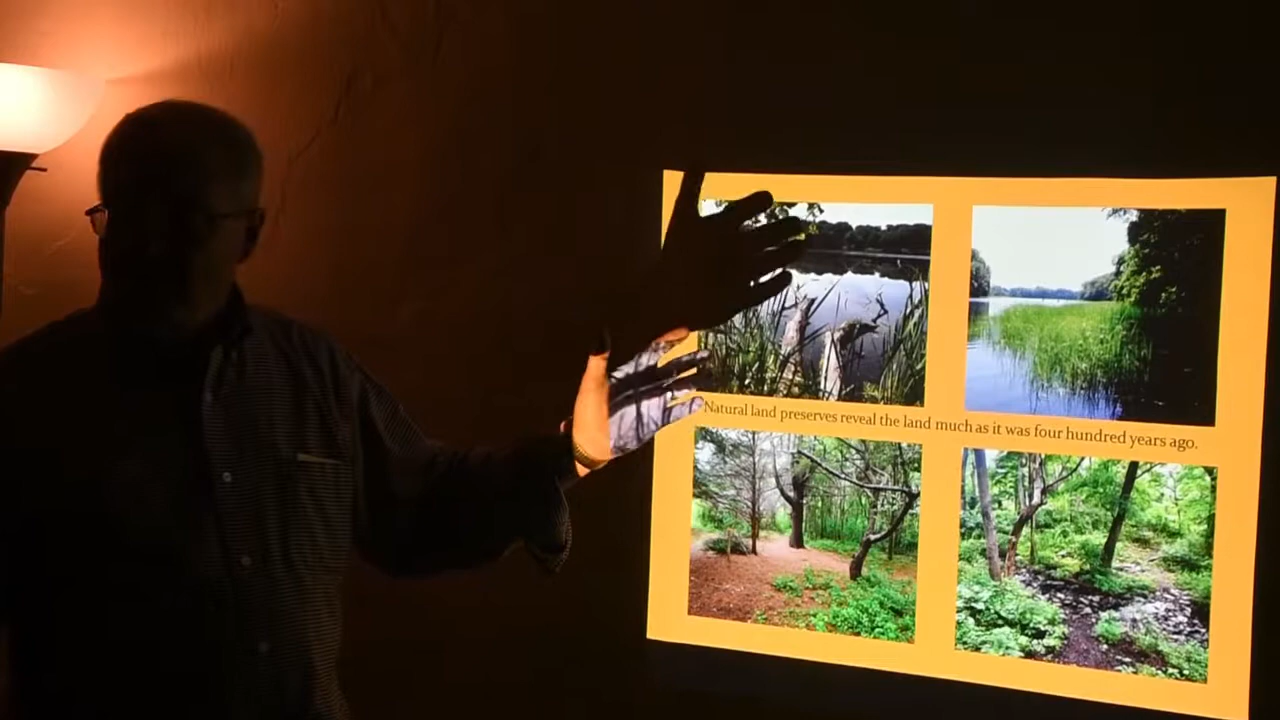 Natural land preserves reveal the land much as it was four hundred years ago.